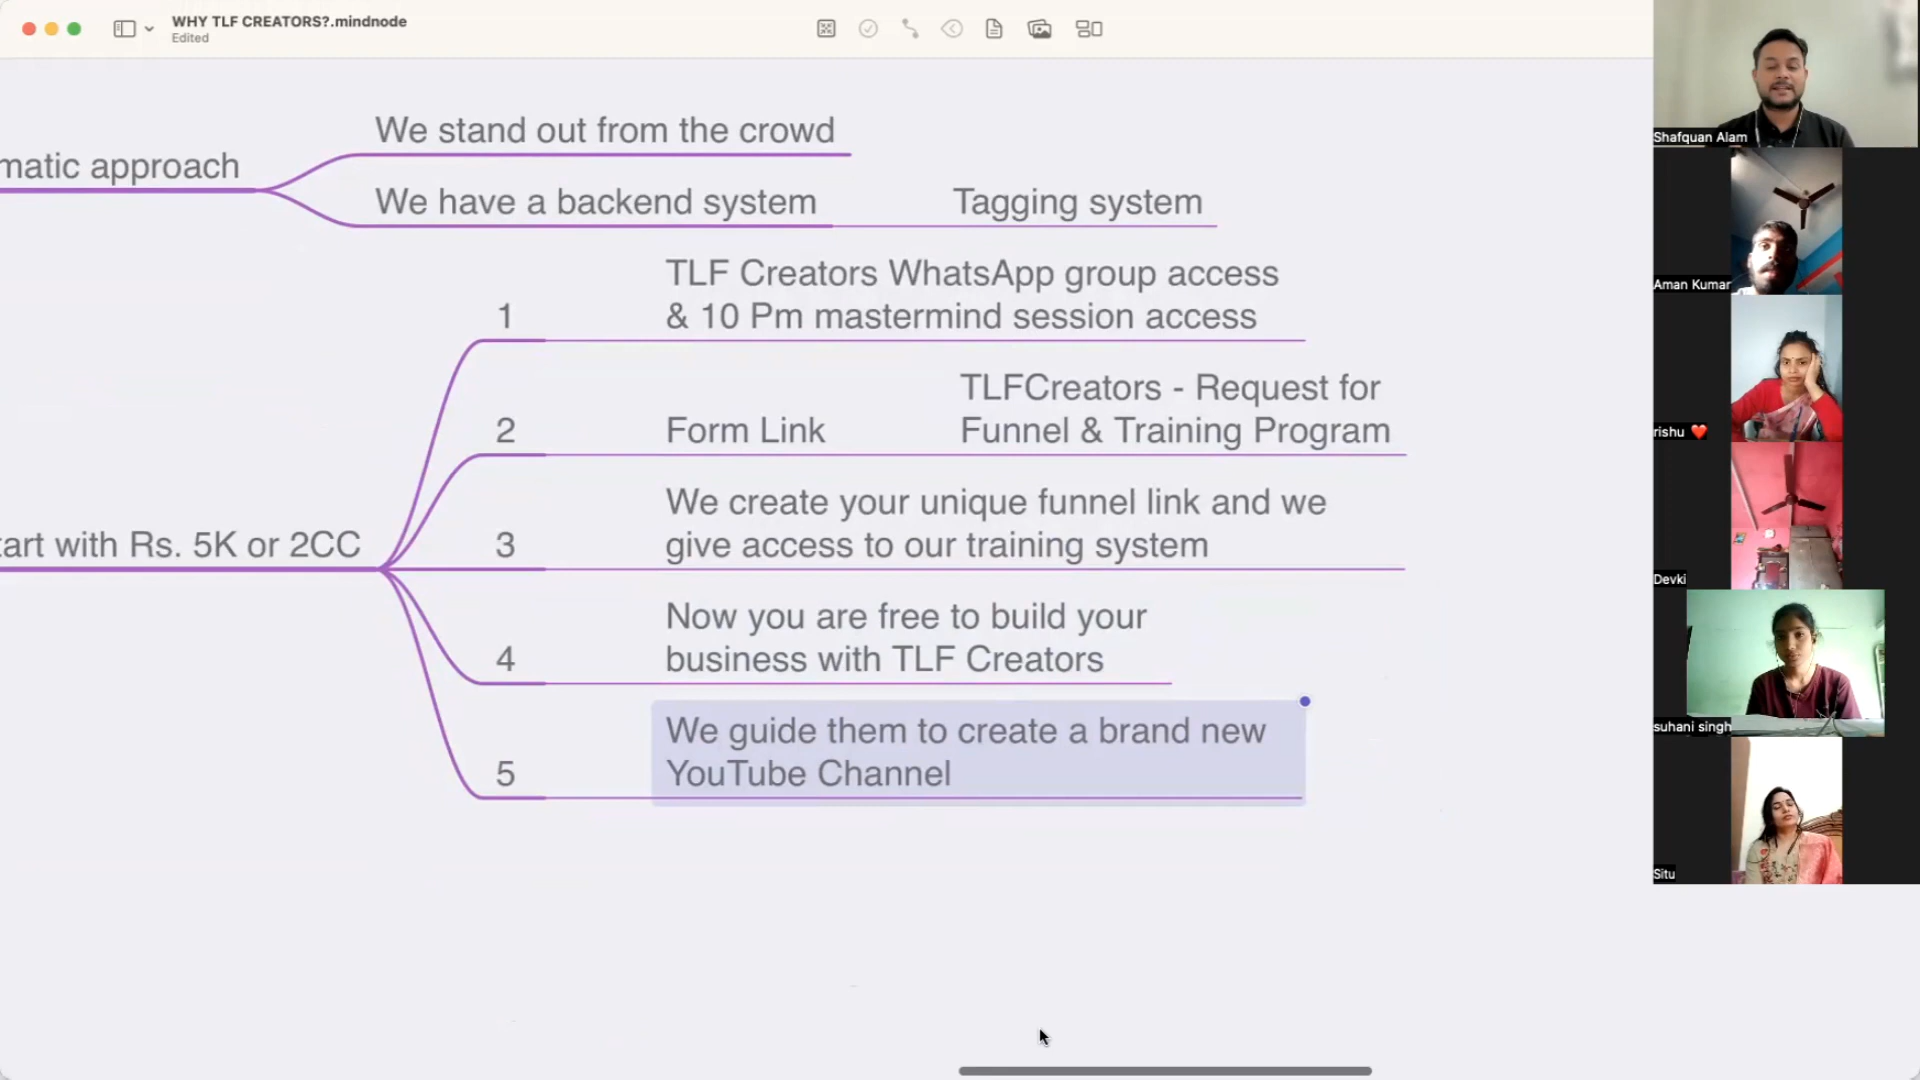 WHY TLF CREATORS?.mindnode
Edited
We stand out from the crowd
matic approach
We have a backend system
Tagging system
1
TLF Creators WhatsApp group access
& 10 Pm mastermind session access
2
Form Link
TLFCreators - Request for
Funnel & Training Program
tart with Rs. 5K or 2CC
3
We create your unique funnel link and we
give access to our training system
4
Now you are free to build your
business with TLF Creators
5
We guide them to create a brand new
YouTube Channel
Shafquan Alam
Aman Kumar
rishu ❤️
Devki
suhani singh
Situ